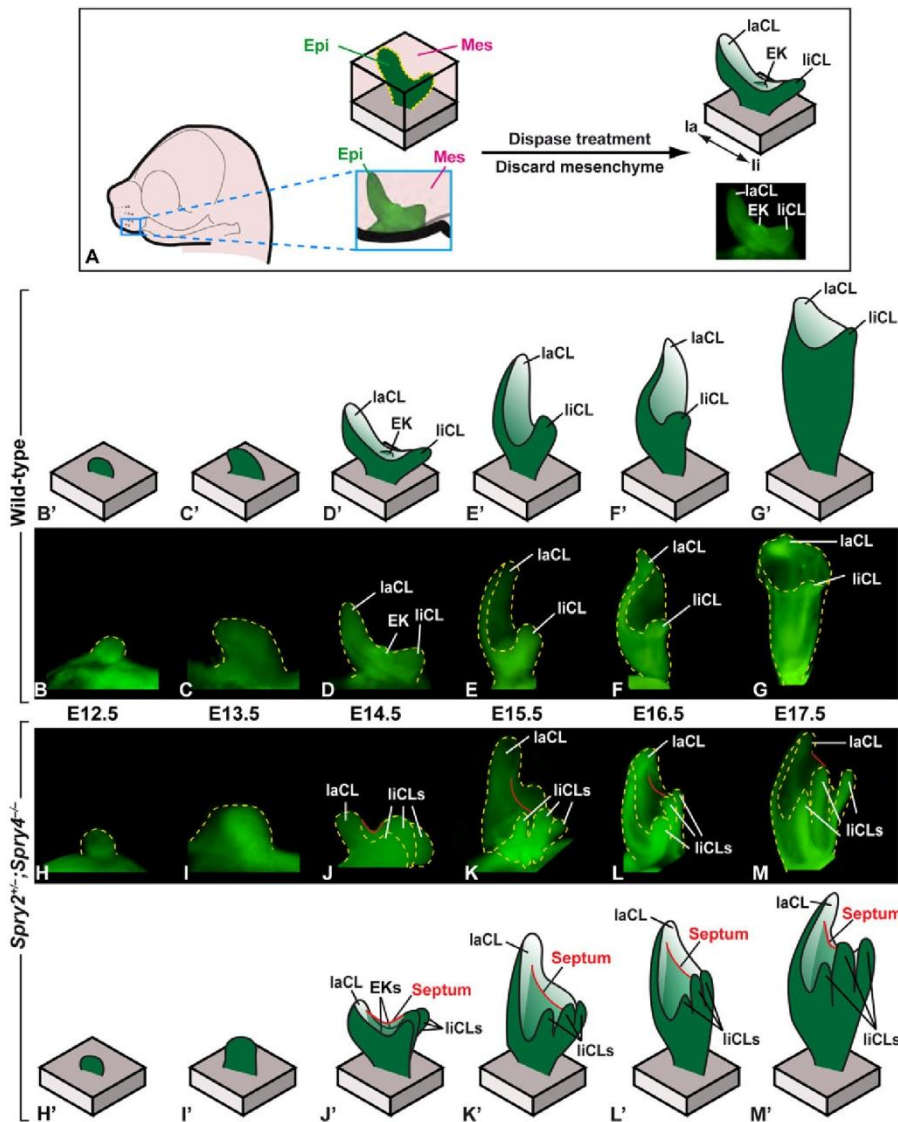 Epi
Mes
Epi
Mes
Dispase treatment
Discard mesenchyme
laCL
EK
liCL
la
li
laCL
EK
liCL
A
Wild-type
laCL
liCL
laCL
laCL
laCL
EK
liCL
liCL
liCL
B' C' D' E' F' G'
laCL
liCL
laCL
laCL
laCL
EK
liCL
liCL
liCL
B C D E F G
E12.5 E13.5 E14.5 E15.5 E16.5 E17.5
Spry2+/-;Spry4-/-
laCL
laCL
laCL
laCL liCLs
liCLs
liCLs
liCLs
H I J K L M
laCL
Septum
laCL
Septum
laCL
Septum
laCL EKs Septum
liCLs
liCLs
liCLs
liCLs
H' I' J' K' L' M'